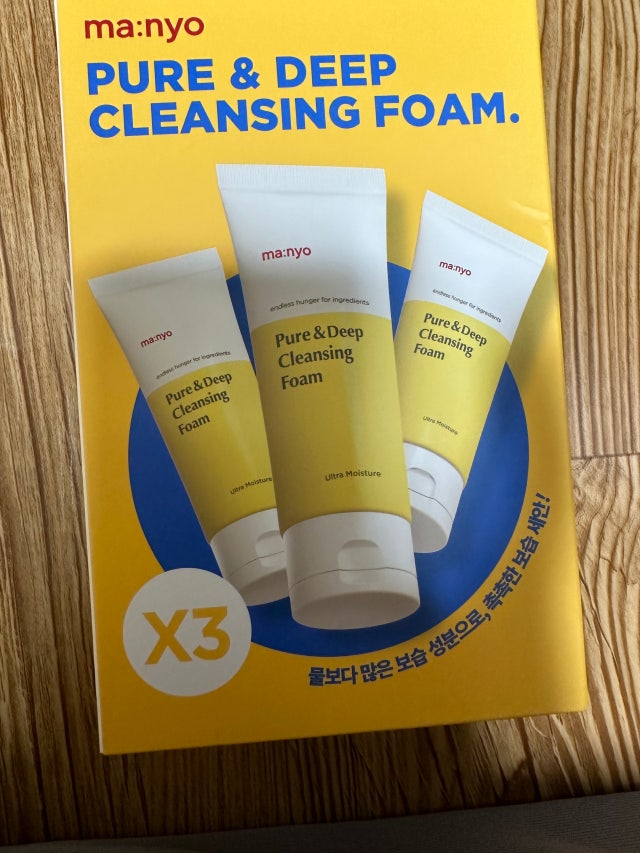 ma:nyo
PURE & DEEP
CLEANSING FOAM.
ma:nyo
endless hunger for ingredients
Pure & Deep
Cleansing
Foam
Ultra Moisture
ma:nyo
endless hunger for ingredients
Pure & Deep
Cleansing
Foam
Ultra Moisture
ma:nyo
endless hunger for ingredients
Pure & Deep
Cleansing
Foam
Ultra Moisture
X3
물보다 많은 보습 성분으로, 촉촉한 보습 세안!